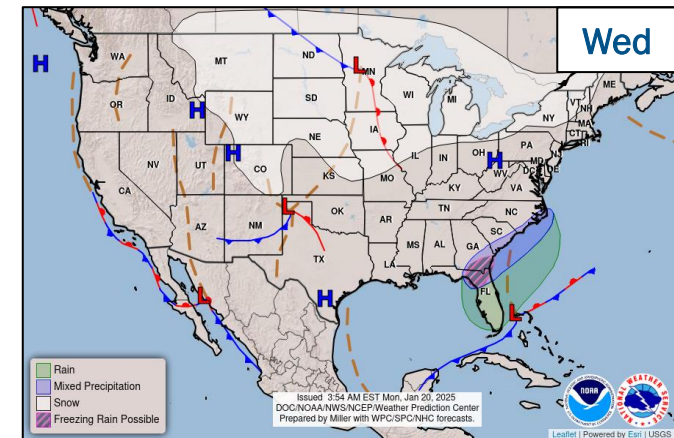 Wed
H
WA
MT
ND
L
MN
ME
OR
ID
H
WY
SD
WI
MI
VT
NH
NY
MA
CT
RI
NV
UT
H
CO
NE
IA
IL
IN
OH
H
PA
NJ
MD
DE
DC
WV
VA
CA
KS
MO
KY
AZ
NM
L
OK
AR
TN
NC
SC
TX
LA
MS
AL
GA
H
FL
L
L
Rain
Mixed Precipitation
Snow
Freezing Rain Possible
Issued 3:54 AM EST Mon, Jan 20, 2025
DOC/NOAA/NWS/NCEP/Weather Prediction Center
Prepared by Miller with WPC/SPC/NHC forecasts.
NOAA
NATIONAL WEATHER SERVICE
Leaflet | Powered by Esri | USGS